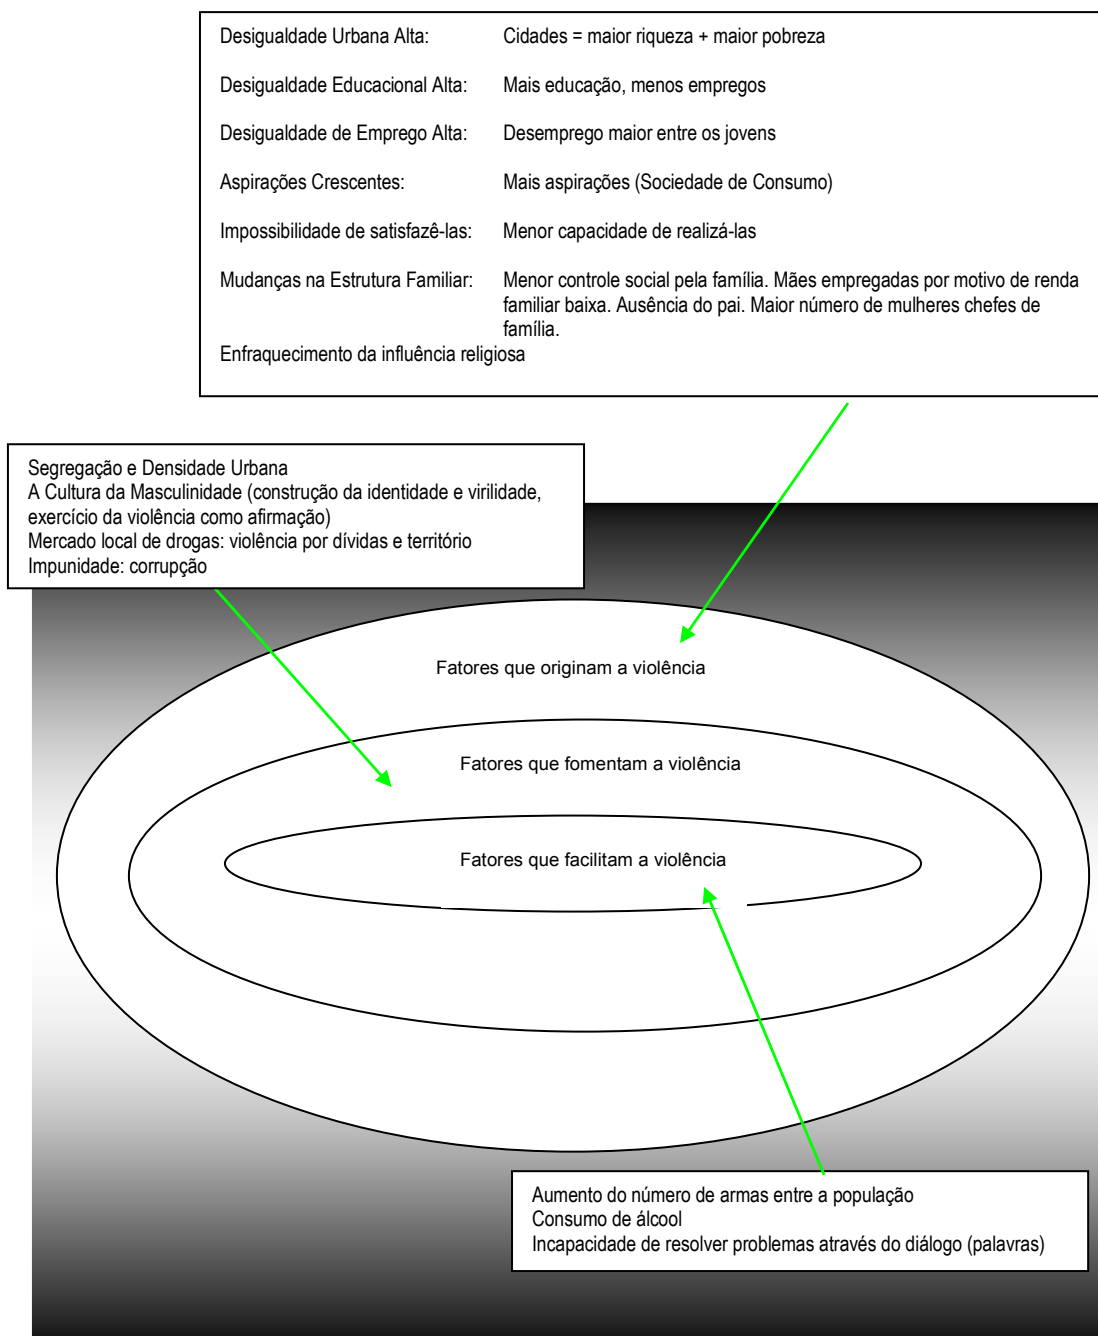 Desigualdade Urbana Alta: Cidades = maior riqueza + maior pobreza
Desigualdade Educacional Alta: Mais educação, menos empregos
Desigualdade de Emprego Alta: Desemprego maior entre os jovens
Aspirações Crescentes: Mais aspirações (Sociedade de Consumo)
Impossibilidade de satisfazê-las: Menor capacidade de realizá-las
Mudanças na Estrutura Familiar: Menor controle social pela família. Mães empregadas por motivo de renda
familiar baixa. Ausência do pai. Maior número de mulheres chefes de
família.
Enfraquecimento da influência religiosa
Segregação e Densidade Urbana
A Cultura da Masculinidade (construção da identidade e virilidade,
exercício da violência como afirmação)
Mercado local de drogas: violência por dívidas e território
Impunidade: corrupção
Fatores que originam a violência
Fatores que fomentam a violência
Fatores que facilitam a violência
Aumento do número de armas entre a população
Consumo de álcool
Incapacidade de resolver problemas através do diálogo (palavras)